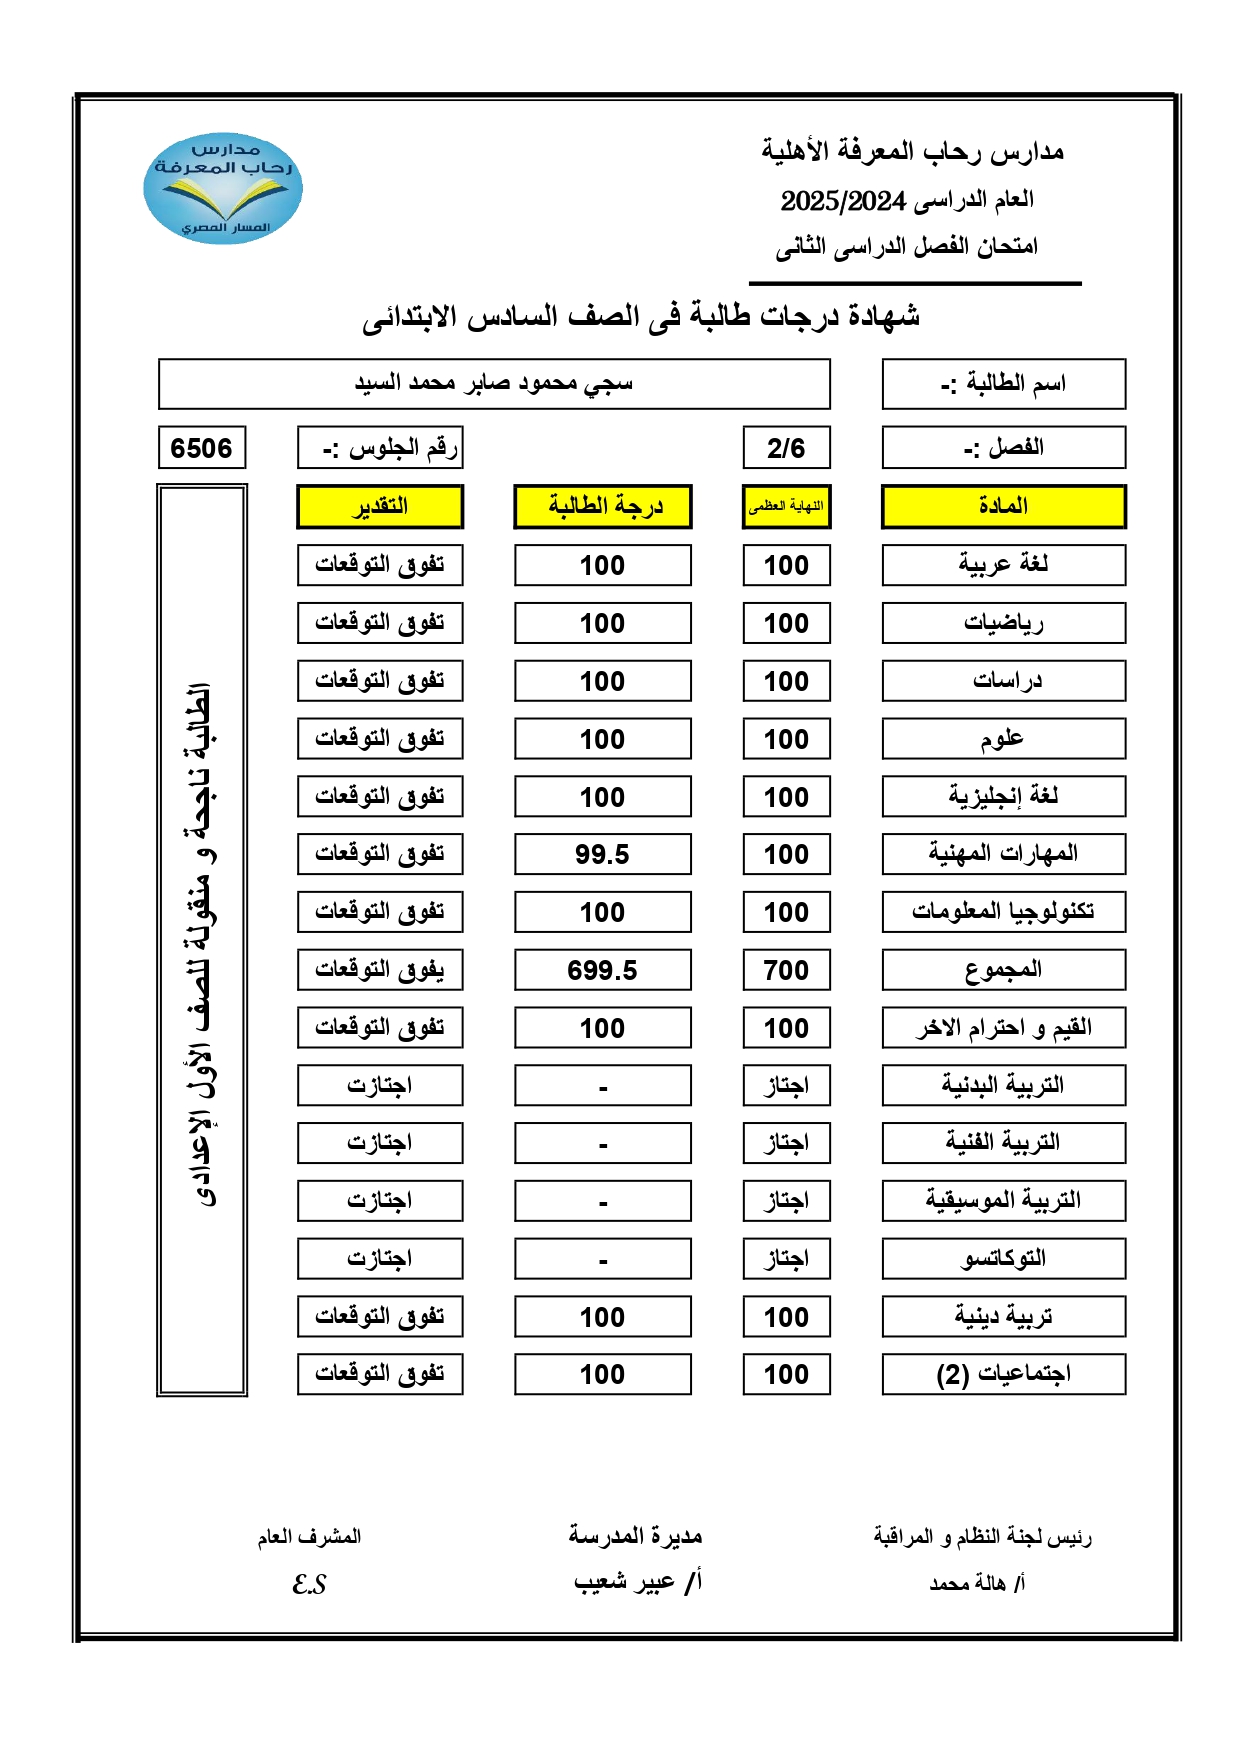 مدارس رحاب المعرفة الأهلية
العام الدراسى 2025/2024
امتحان الفصل الدراسى الثانى
مدارس
رحاب المعرفة
المسار المصري
شهادة درجات طالبة فى الصف السادس الابتدائى
اسم الطالبة :- سجي محمود صابر محمد السيد
الفصل :- 2/6 رقم الجلوس :- 6506
المادة النهاية العظمى درجة الطالبة التقدير
لغة عربية 100 100 تفوق التوقعات
رياضيات 100 100 تفوق التوقعات
دراسات 100 100 تفوق التوقعات
علوم 100 100 تفوق التوقعات
لغة إنجليزية 100 100 تفوق التوقعات
المهارات المهنية 100 99.5 تفوق التوقعات
تكنولوجيا المعلومات 100 100 تفوق التوقعات
المجموع 700 699.5 يفوق التوقعات
القيم و احترام الاخر 100 100 تفوق التوقعات
التربية البدنية اجتاز - اجتازت
التربية الفنية اجتاز - اجتازت
التربية الموسيقية اجتاز - اجتازت
التوكاتسو اجتاز - اجتازت
تربية دينية 100 100 تفوق التوقعات
اجتماعيات (2) 100 100 تفوق التوقعات
الطالبة ناجحة و منقولة للصف الأول الإعدادى
رئيس لجنة النظام و المراقبة مديرة المدرسة المشرف العام
أ/ هالة محمد أ/ عبير شعيب E.S